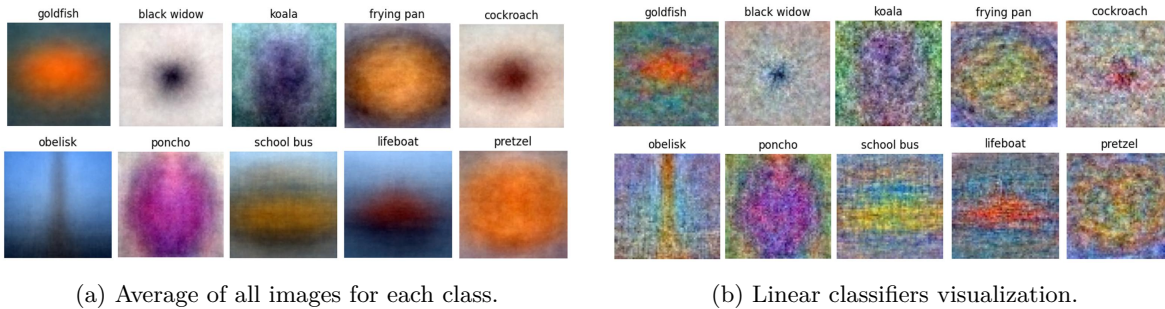 goldfish black widow koala frying pan cockroach
obelisk poncho school bus lifeboat pretzel
(a) Average of all images for each class.
goldfish black widow koala frying pan cockroach
obelisk poncho school bus lifeboat pretzel
(b) Linear classifiers visualization.